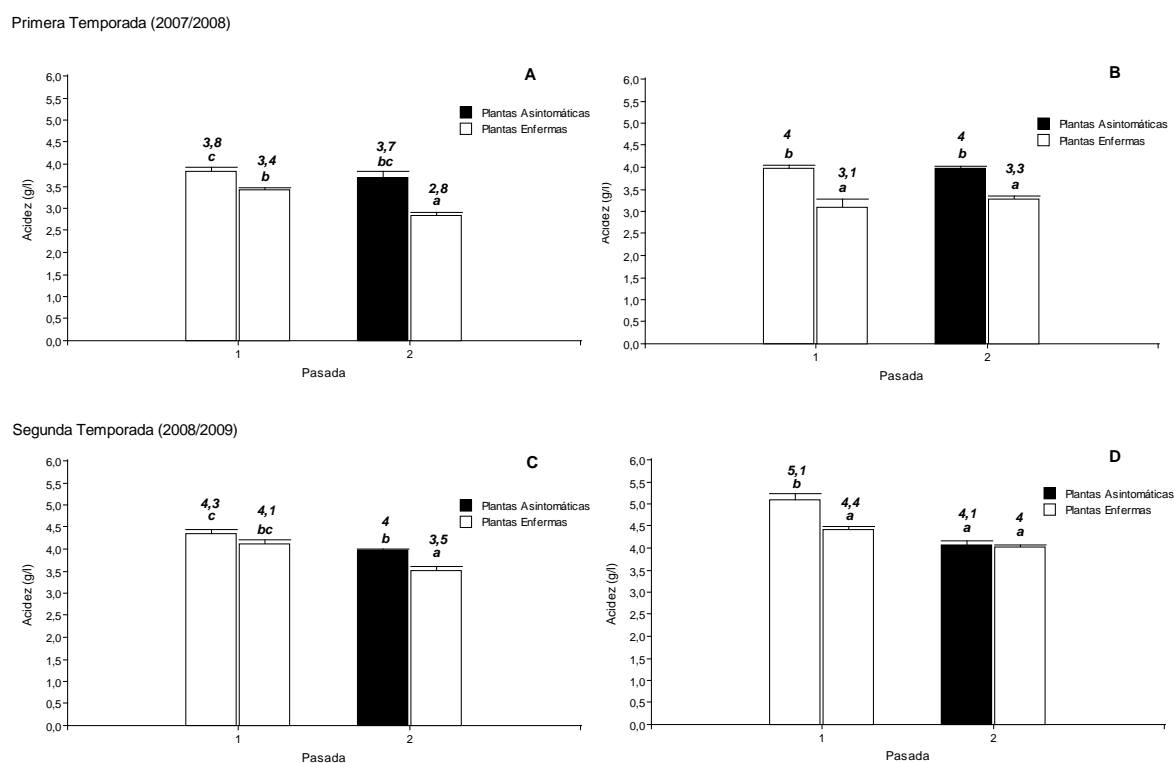 Primera Temporada (2007/2008)
A
Plantas Asintomáticas
Plantas Enfermas
Acidez (g/l)
6,0
5,5
5,0
4,5
4,0
3,5
3,0
2,5
2,0
1,5
1,0
0,5
0,0
3,8
c
3,4
b
3,7
bc
2,8
a
1
2
Pasada
B
Plantas Asintomáticas
Plantas Enfermas
Acidez (g/l)
6,0
5,5
5,0
4,5
4,0
3,5
3,0
2,5
2,0
1,5
1,0
0,5
0,0
4
b
3,1
a
4
b
3,3
a
1
2
Pasada
Segunda Temporada (2008/2009)
C
Plantas Asintomáticas
Plantas Enfermas
Acidez (g/l)
6,0
5,5
5,0
4,5
4,0
3,5
3,0
2,5
2,0
1,5
1,0
0,5
0,0
4,3
c
4,1
bc
4
b
3,5
a
1
2
Pasada
D
Plantas Asintomáticas
Plantas Enfermas
Acidez (g/l)
6,0
5,5
5,0
4,5
4,0
3,5
3,0
2,5
2,0
1,5
1,0
0,5
0,0
5,1
b
4,4
a
4,1
a
4
a
1
2
Pasada